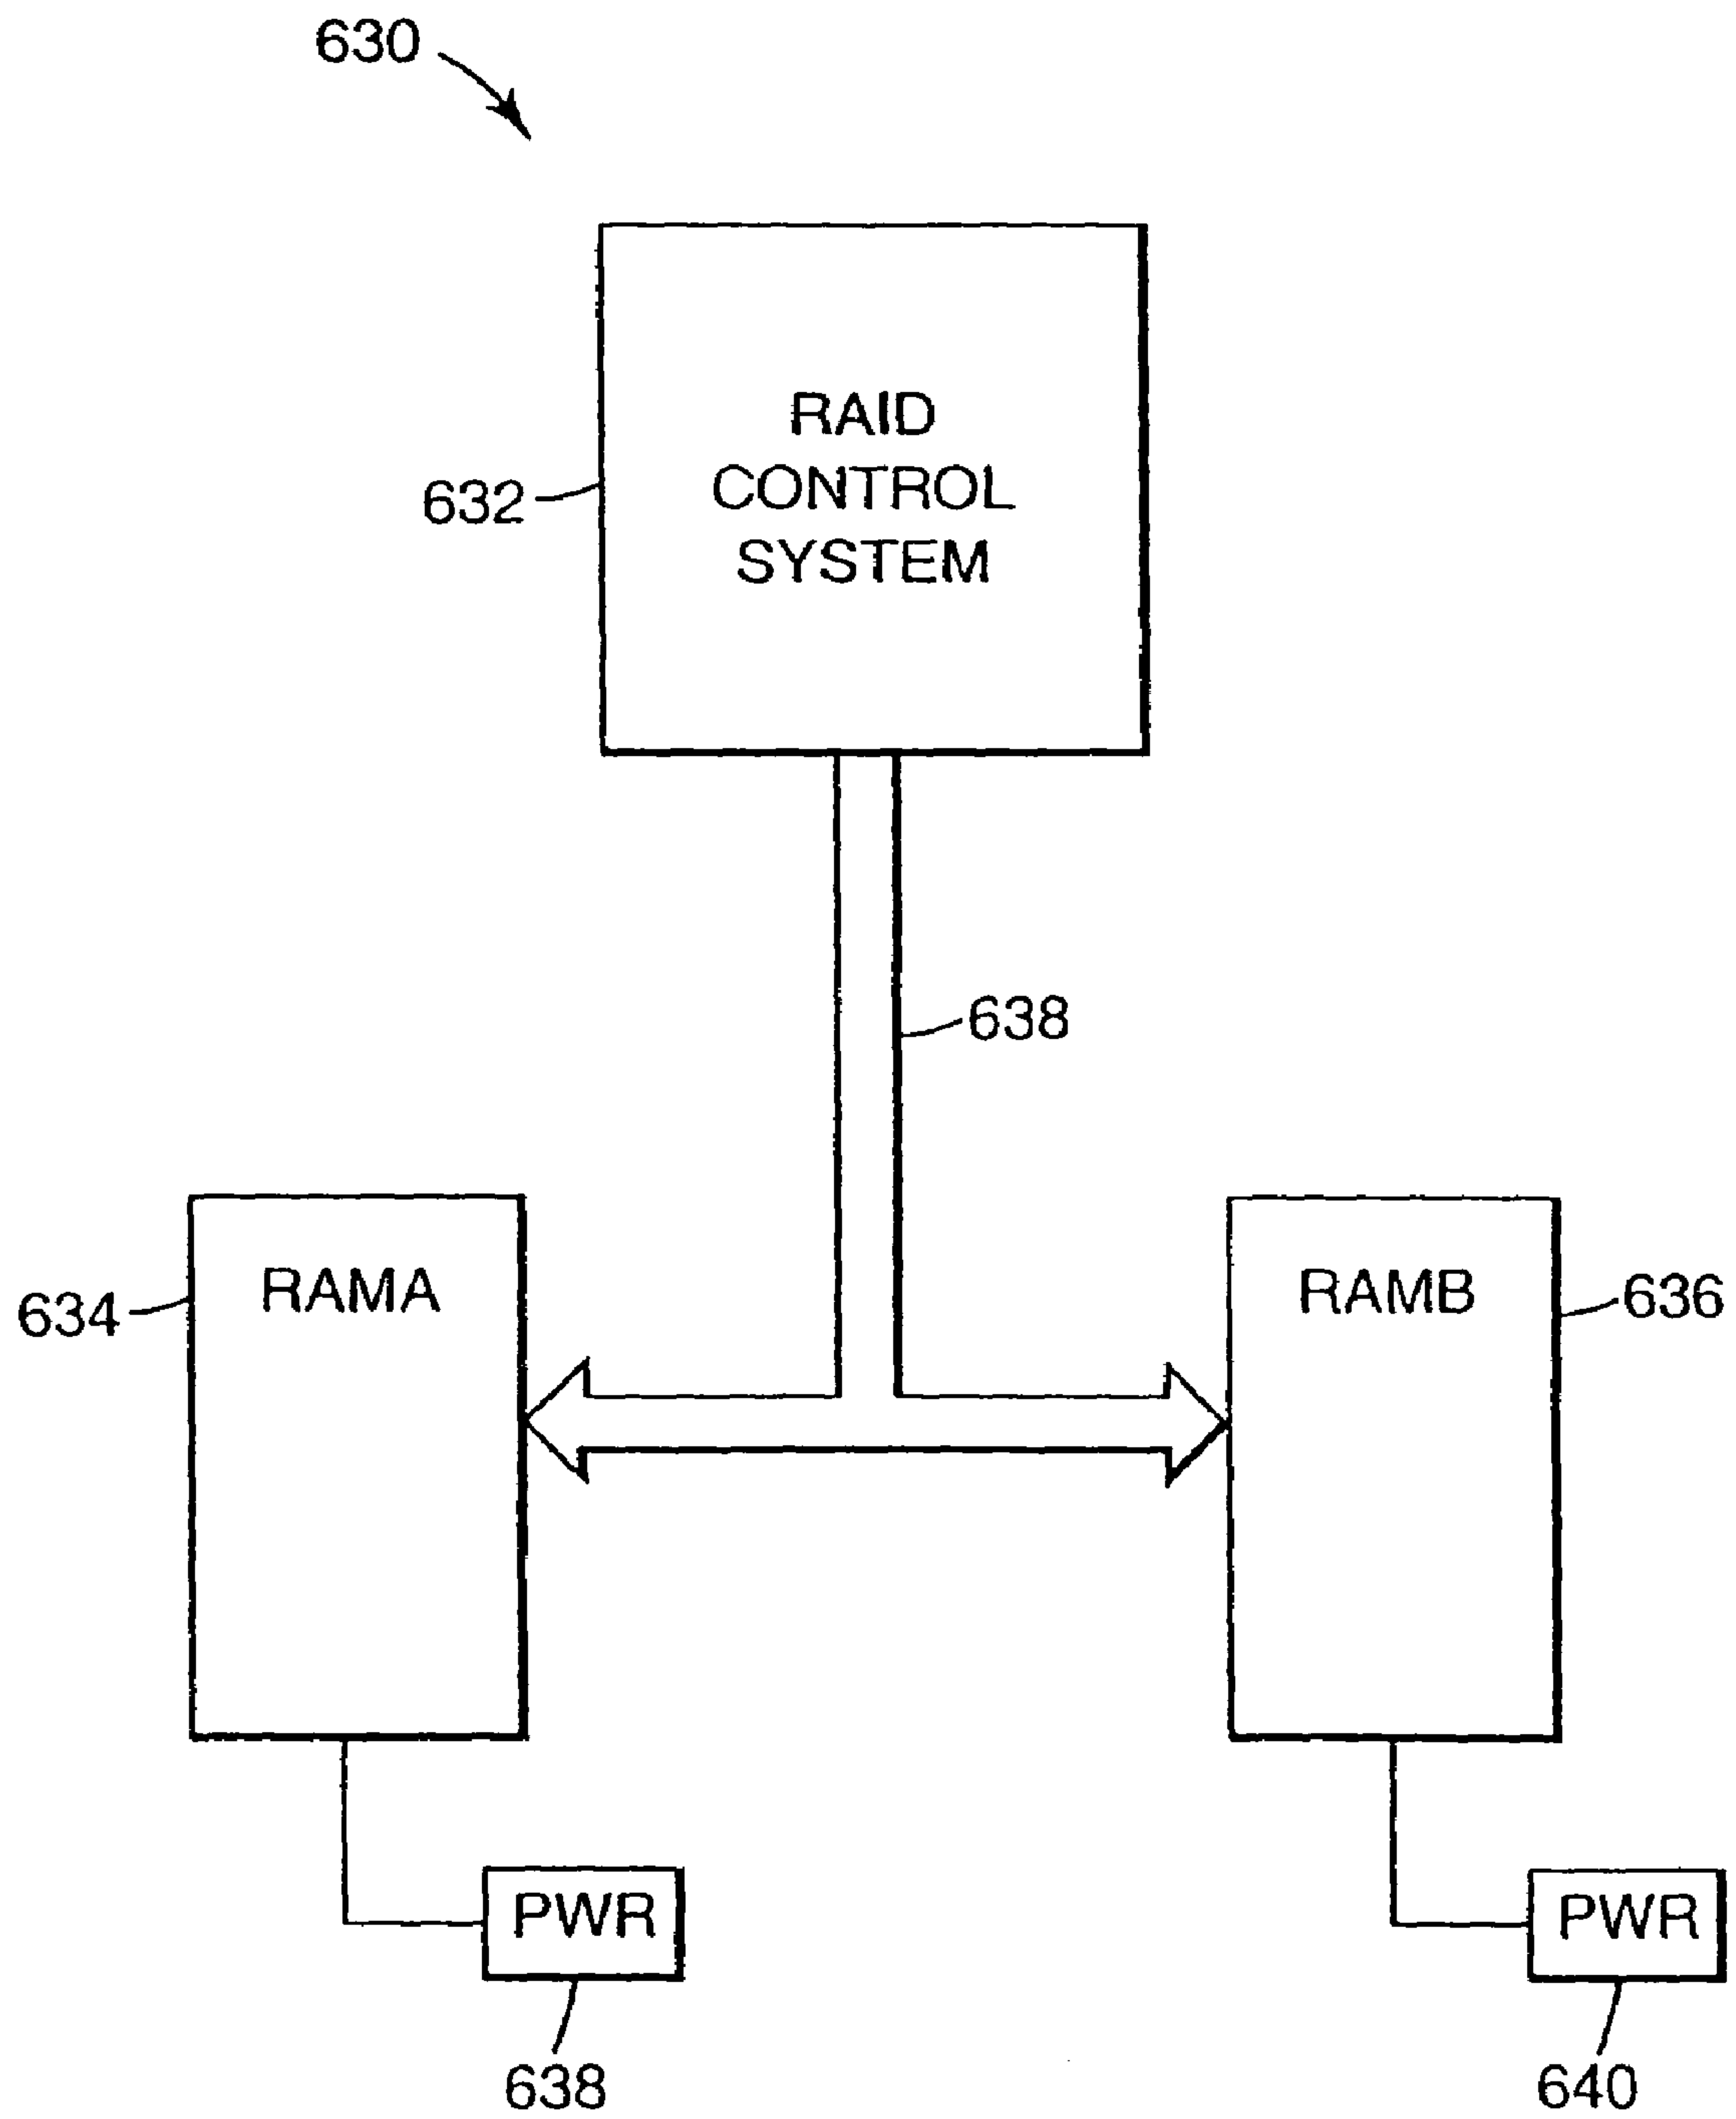 630
RAID
CONTROL
SYSTEM
632
638
RAMA
634
RAMB
636
PWR
638
PWR
640